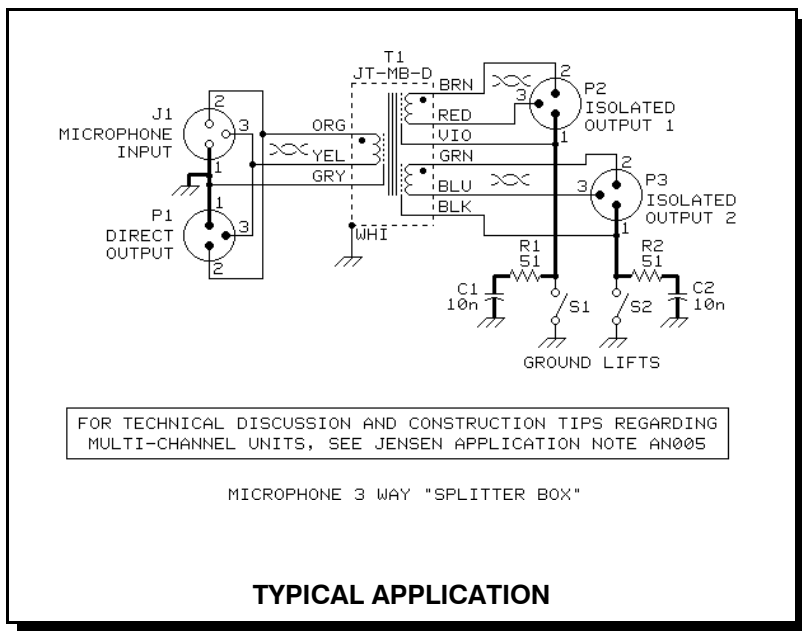 T1
JT-MB-D
J1
MICROPHONE
INPUT
2
3
1
ORG
YEL
GRY
BRN
RED
VIO
GRN
BLU
BLK
WHI
2
3
1
P2
ISOLATED
OUTPUT 1
2
3
1
P3
ISOLATED
OUTPUT 2
P1
DIRECT
OUTPUT
1
3
2
R1
51
R2
51
C1
10n
S1
S2
C2
10n
GROUND LIFTS
FOR TECHNICAL DISCUSSION AND CONSTRUCTION TIPS REGARDING
MULTI-CHANNEL UNITS, SEE JENSEN APPLICATION NOTE AN005
MICROPHONE 3 WAY "SPLITTER BOX"
TYPICAL APPLICATION